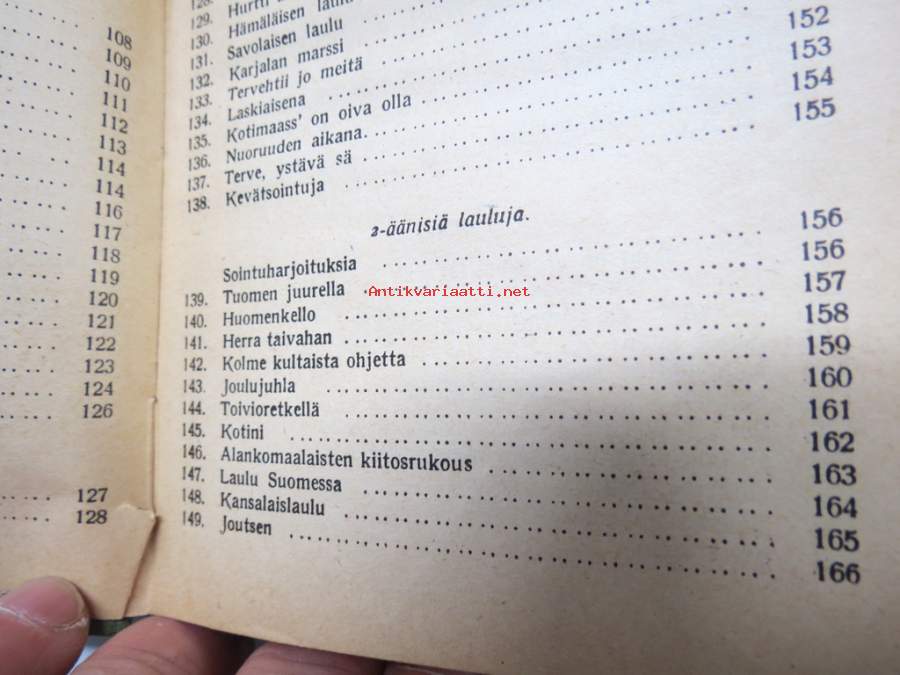 108
109
110
111
112
113
114
114
116
117
118
119
120
121
122
123
124
126
127
128
129. Hurtti
130. Hämäläisen
131. Savolaisen laulu
132. Karjalan marssi
133. Tervehtii jo meitä
134. Laskiaisena
135. Kotimaass' on oiva olla 152
136. Nuoruuden aikana. 153
137. Terve, ystävä sä 154
138. Kevätsointuja 155
2-äänisiä lauluja.
Sointuharjoituksia 156
139. Tuomen juurella 156
140. Huomenkello 157
141. Herra taivahan 158
142. Kolme kultaista ohjetta 159
143. Joulujuhla 160
144. Toivioretkellä 161
145. Kotini 162
146. Alankomaalaisten kiitosrukous 163
147. Laulu Suomessa 164
148. Kansalaislaulu 165
149. Joutsen 166
Antikvariaatti.net